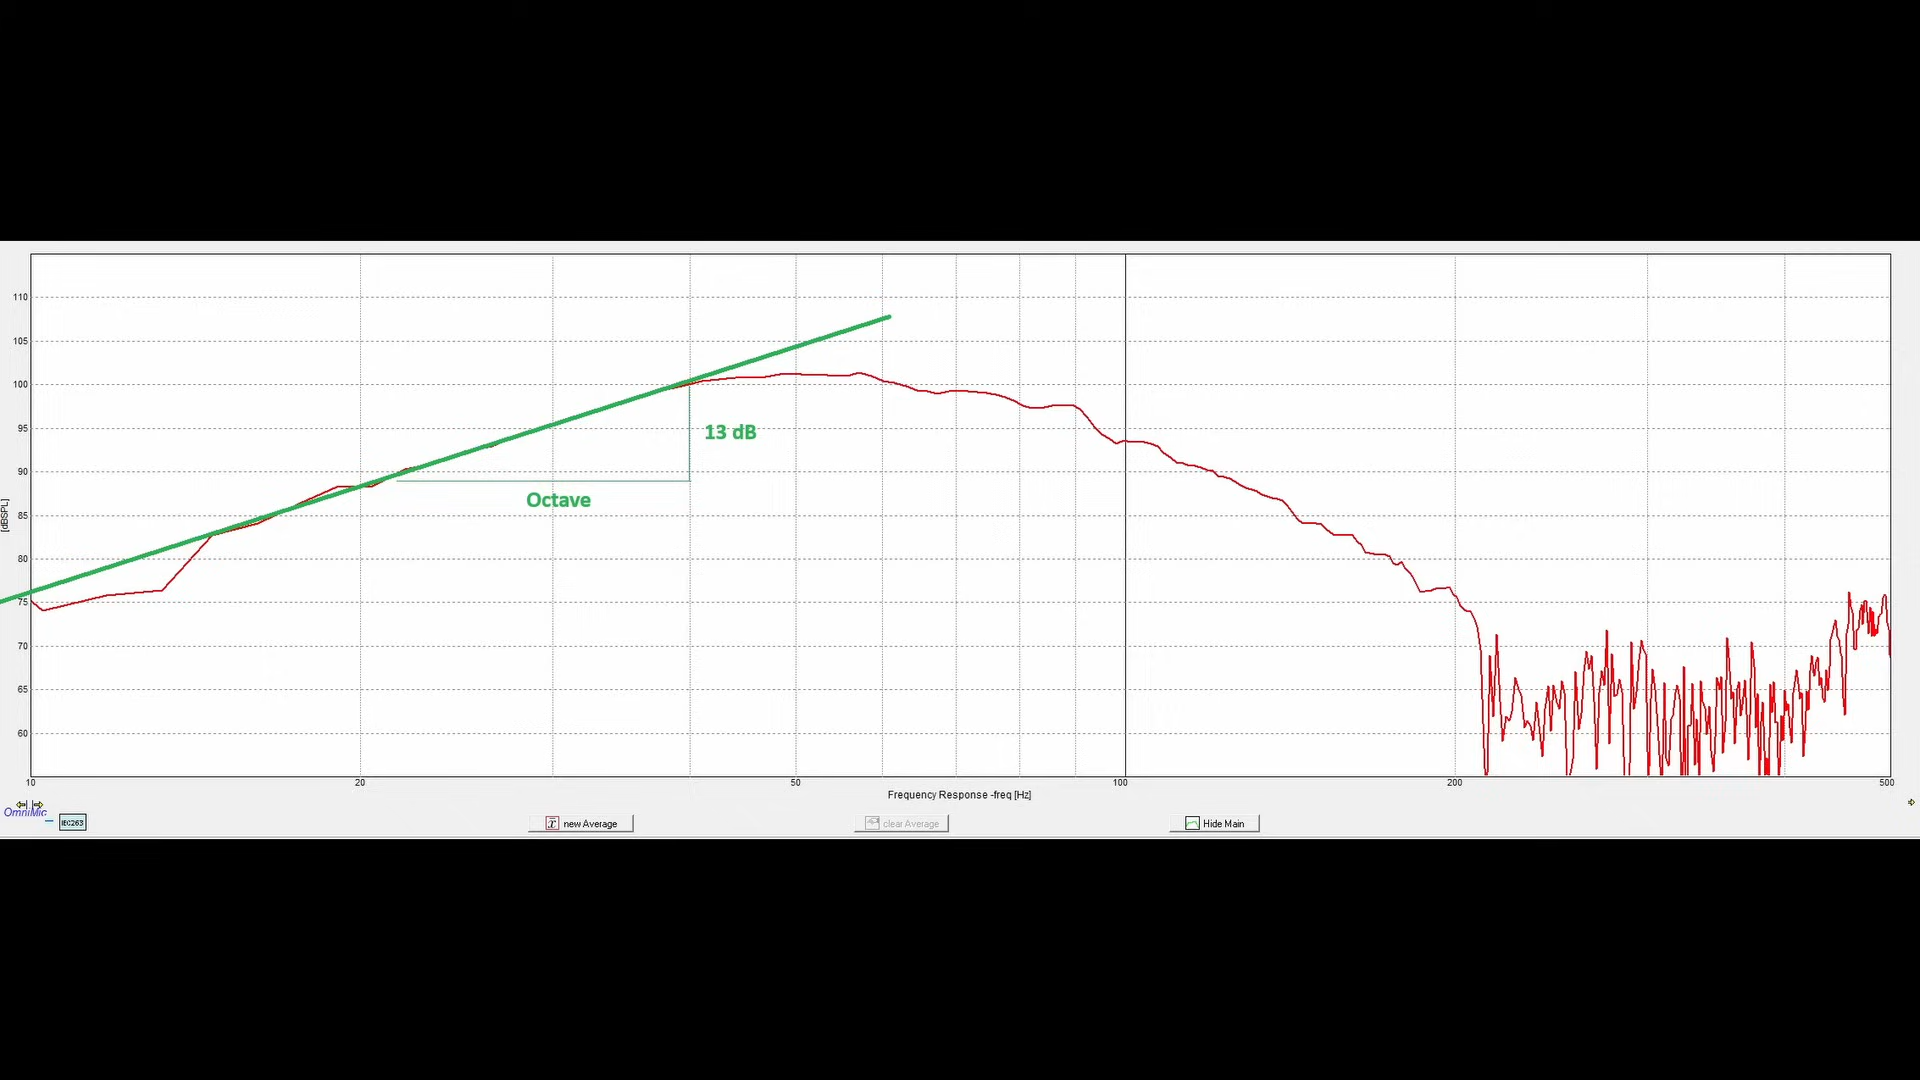 110
105
100
95
90
85
80
75
70
65
60
[dBSPL]
13 dB
Octave
10 20 50 100 200 500
Frequency Response -freq [Hz]
OmniMic
IEC263
x new Average
clear Average
Hide Main